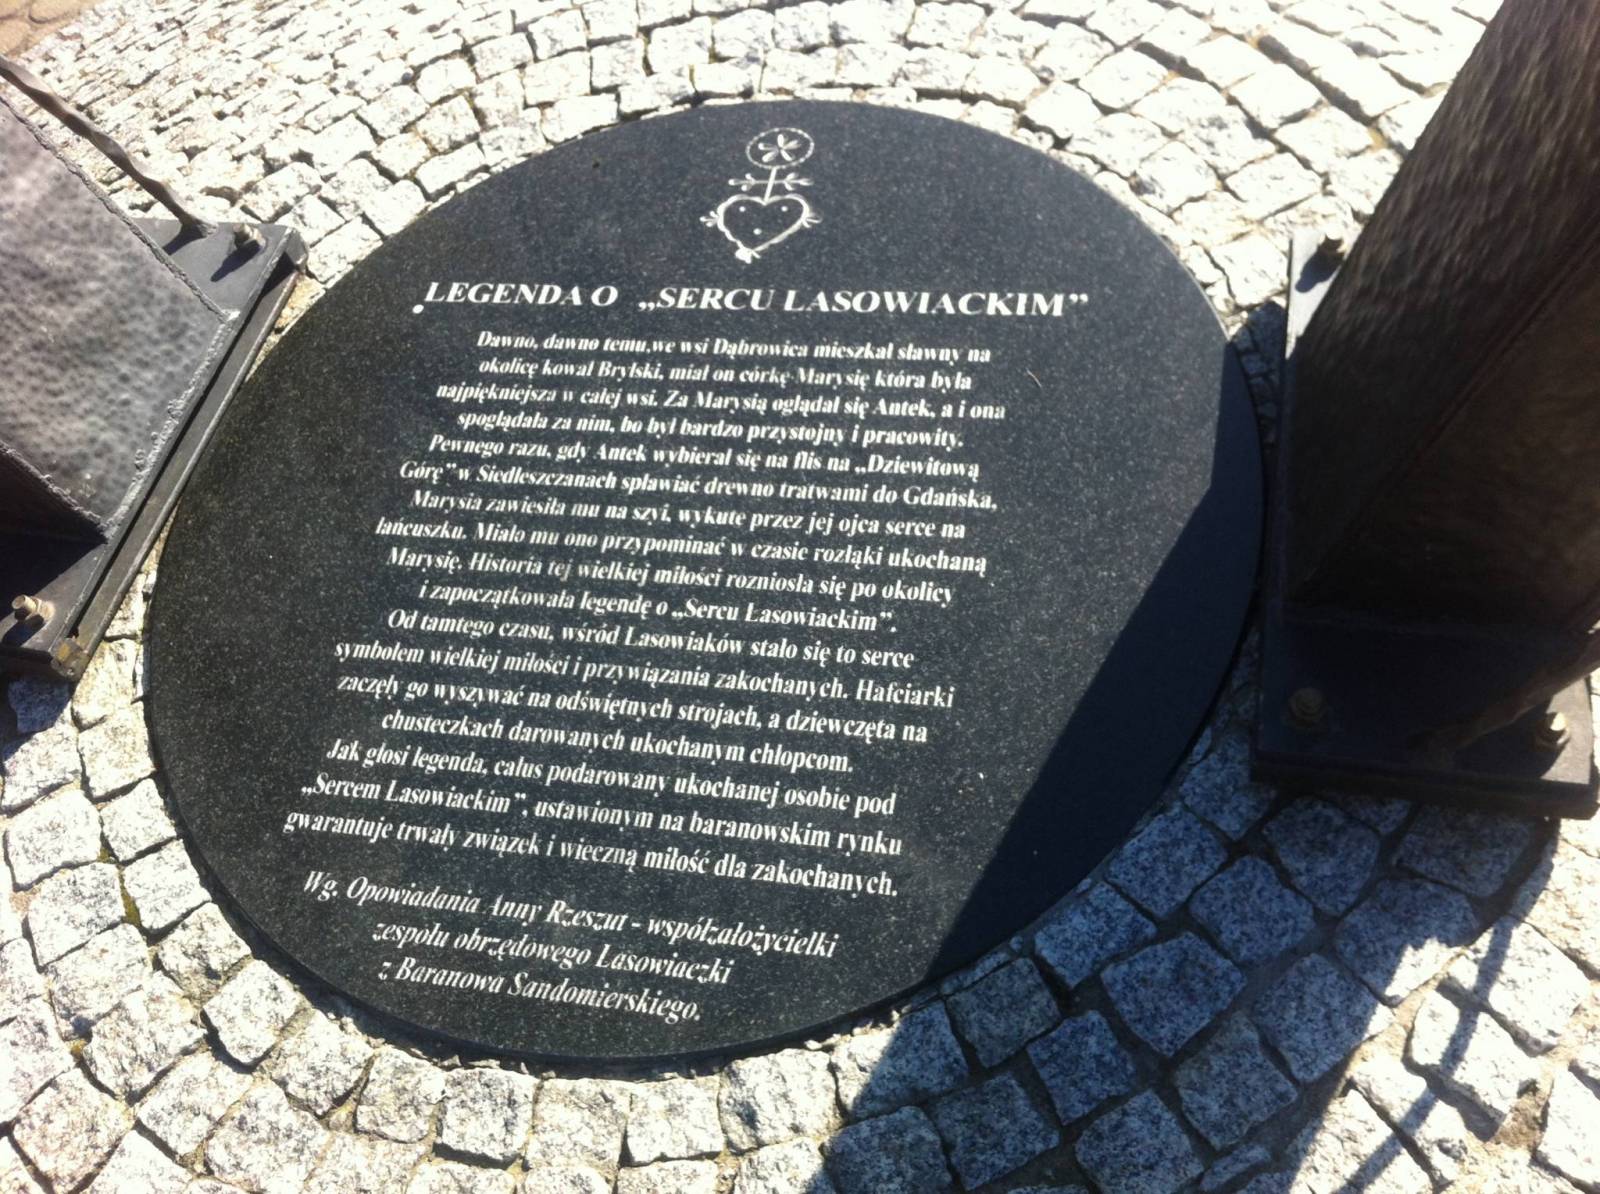 LEGENDA O „SERCU LASOWIACKIM”
Dawno, dawno temu,we wsi Dąbrowica mieszkał sławny na
okolicę kowal Brylski, miał on córkę Marysię która była
najpiękniejsza w całej wsi. Za Marysią oglądał się Antek, a i ona
spoglądała za nim, bo był bardzo przystojny i pracowity.
Pewnego razu, gdy Antek wybierał się na flis na „Dziewitową
Górę” w Siedleszczanach spławiać drewno tratwami do Gdańska,
Marysia zawiesiła mu na szyi, wykute przez jej ojca serce na
łańcuszku. Miało mu ono przypominać w czasie rozłąki ukochaną
Marysię. Historia tej wielkiej miłości rozniosła się po okolicy
i zapoczątkowała legendę o „Sercu Lasowiackim”.
Od tamtego czasu, wśród Lasowiaków stało się to serce
symbolem wielkiej miłości i przywiązania zakochanych. Hafciarki
zaczęły go wyszywać na odświętnych strojach, a dziewczęta na
chusteczkach darowanych ukochanym chłopcom.
Jak głosi legenda, całus podarowany ukochanej osobie pod
„Sercem Lasowiackim”, ustawionym na baranowskim rynku
gwarantuje trwały związek i wieczną miłość dla zakochanych.
Wg. Opowiadania Anny Rzeszut - współzałożycielki
zespołu obrzędowego Lasowiaczki
z Baranowa Sandomierskiego.